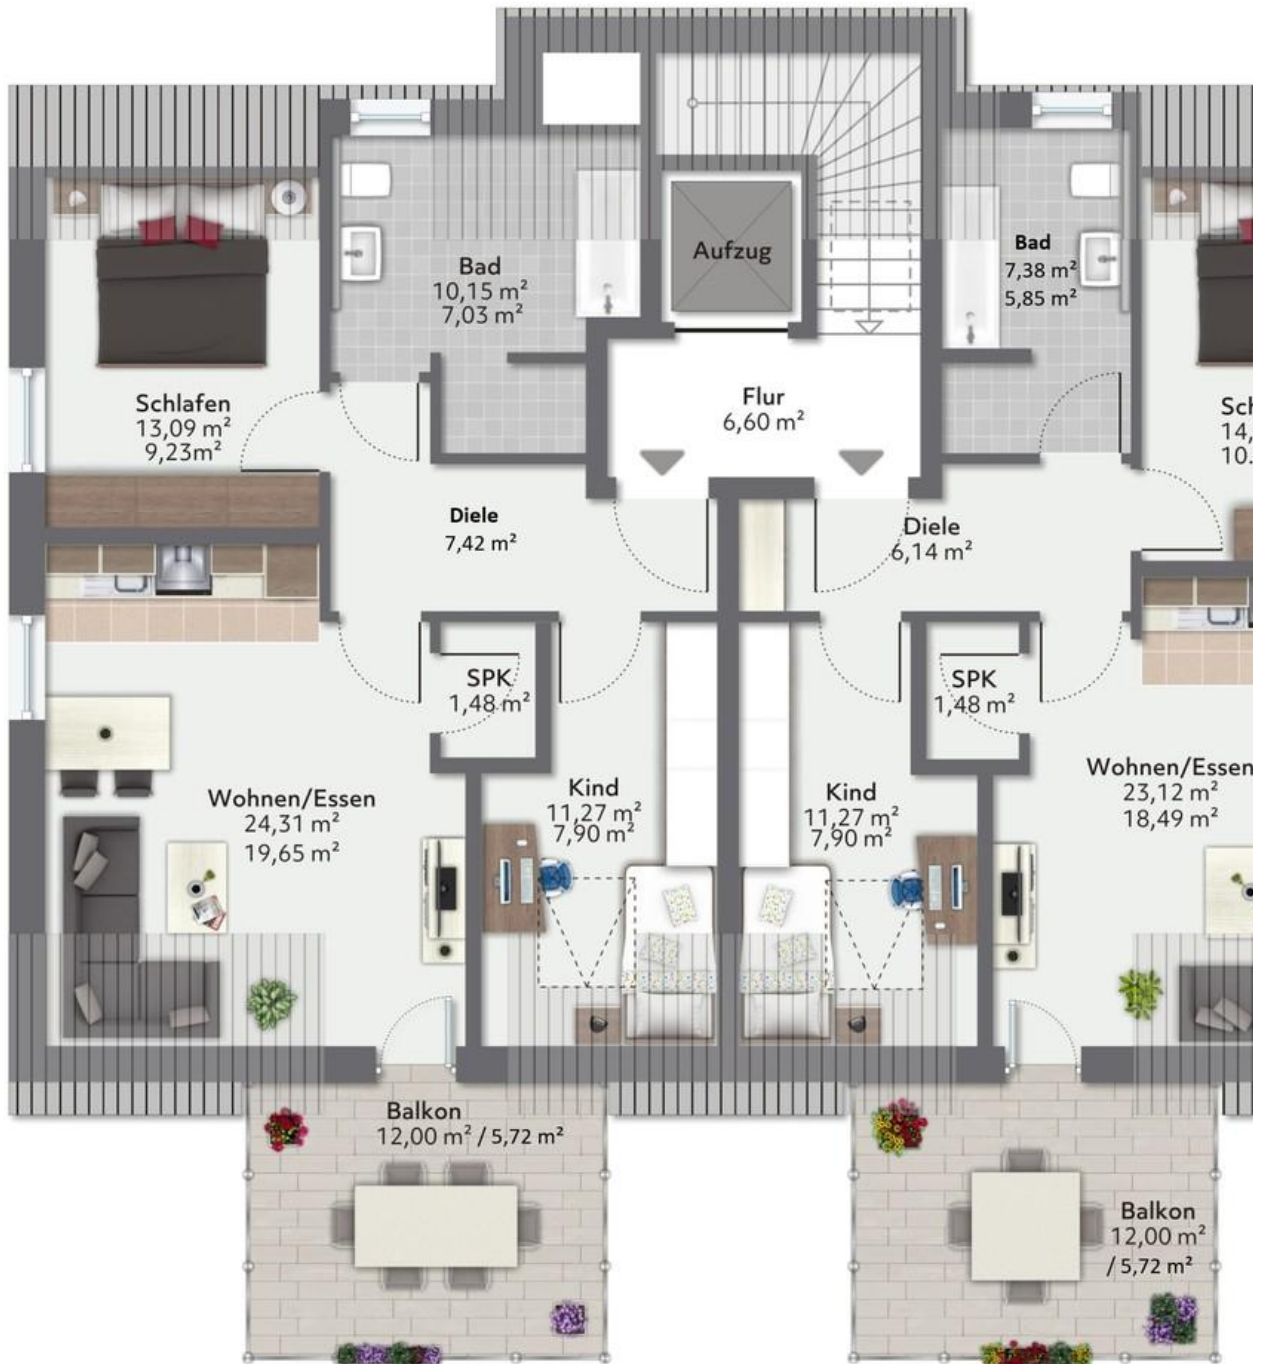 Aufzug
Bad
10,15 m²
7,03 m²
Bad
7,38 m²
5,85 m²
Schlafen
13,09 m²
9,23m²
Flur
6,60 m²
Sch
14,
10.
Diele
7,42 m²
Diele
6,14 m²
SPK
1,48 m²
SPK
1,48 m²
Wohnen/Essen
24,31 m²
19,65 m²
Kind
11,27 m²
7,90 m²
Kind
11,27 m²
7,90 m²
Wohnen/Essen
23,12 m²
18,49 m²
Balkon
12,00 m² / 5,72 m²
Balkon
12,00 m²
/ 5,72 m²